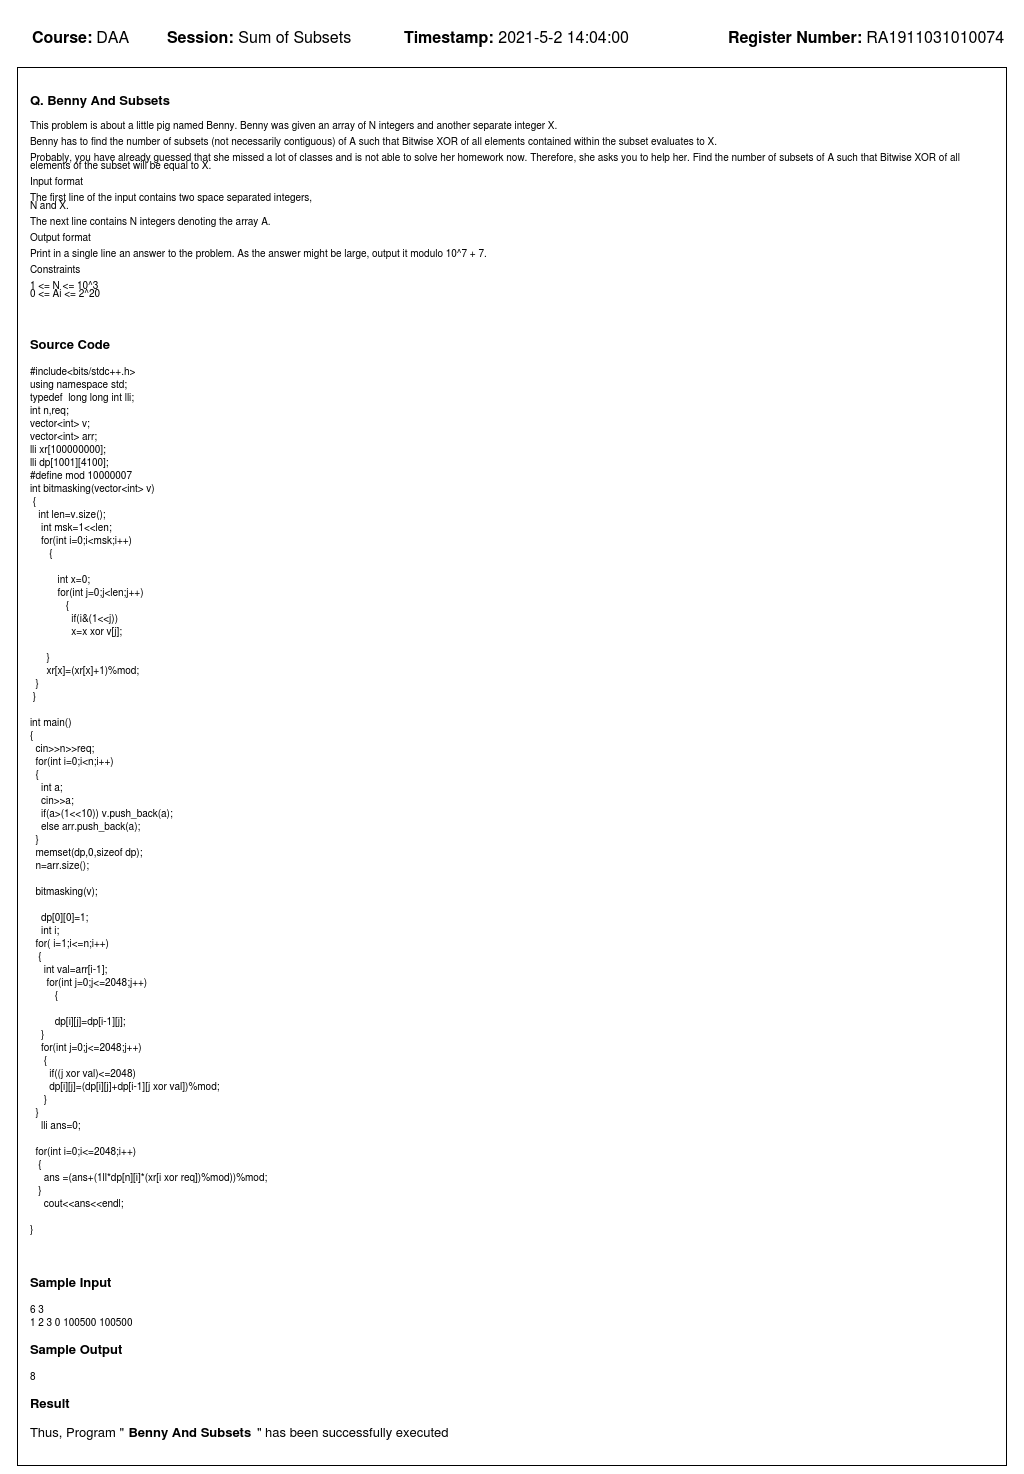 Course: DAA Session: Sum of Subsets Timestamp: 2021-5-2 14:04:00 Register Number: RA1911031010074
Q. Benny And Subsets
This problem is about a little pig named Benny. Benny was given an array of N integers and another separate integer X.
Benny has to find the number of subsets (not necessarily contiguous) of A such that Bitwise XOR of all elements contained within the subset evaluates to X.
Probably, you have already guessed that she missed a lot of classes and is not able to solve her homework now. Therefore, she asks you to help her. Find the number of subsets of A such that Bitwise XOR of all
elements of the subset will be equal to X.
Input format
The first line of the input contains two space separated integers,
N and X.
The next line contains N integers denoting the array A.
Output format
Print in a single line an answer to the problem. As the answer might be large, output it modulo 10^7 + 7.
Constraints
1 <= N <= 10^3
0 <= Ai <= 2^20
Source Code
#include<bits/stdc++.h>
using namespace std;
typedef  long long int lli;
int n,req;
vector<int> v;
vector<int> arr;
lli xr[100000000];
lli dp[1001][4100];
#define mod 10000007
int bitmasking(vector<int> v)
{
int len=v.size();
int msk=1<<len;
for(int i=0;i<msk;i++)
{
int x=0;
for(int j=0;j<len;j++)
{
if(i&(1<<j))
x=x xor v[j];
}
xr[x]=(xr[x]+1)%mod;
}
}
int main()
{
cin>>n>>req;
for(int i=0;i<n;i++)
{
int a;
cin>>a;
if(a>(1<<10)) v.push_back(a);
else arr.push_back(a);
}
memset(dp,0,sizeof dp);
n=arr.size();
bitmasking(v);
dp[0][0]=1;
int i;
for( i=1;i<=n;i++)
{
int val=arr[i-1];
for(int j=0;j<=2048;j++)
{
dp[i][j]=dp[i-1][j];
}
for(int j=0;j<=2048;j++)
{
if((j xor val)<=2048)
dp[i][j]=(dp[i][j]+dp[i-1][j xor val])%mod;
}
}
lli ans=0;
for(int i=0;i<=2048;i++)
{
ans =(ans+(1ll*dp[n][i]*(xr[i xor req])%mod))%mod;
}
cout<<ans<<endl;
}
Sample Input
6 3
1 2 3 0 100500 100500
Sample Output
8
Result
Thus, Program " Benny And Subsets " has been successfully executed